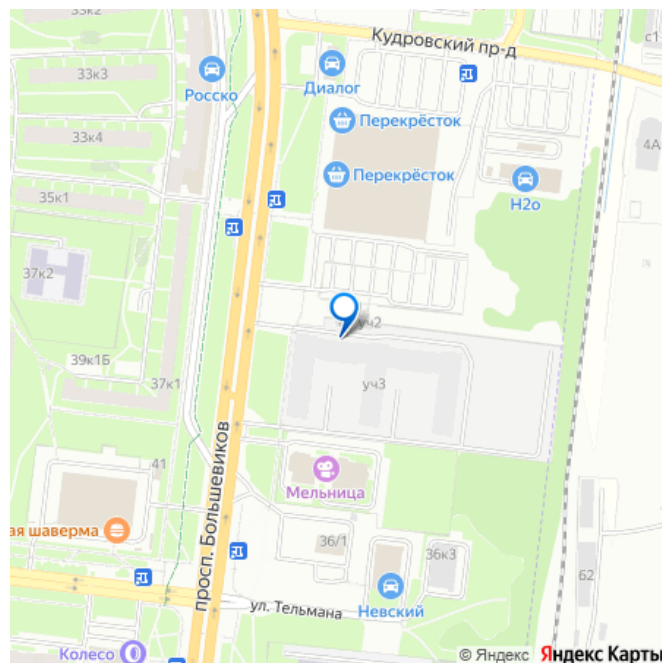 33к2
Кудровский пр-д
с1
33к3
Росско
Диалог
33к4
Перекрёсток
4А
Перекрёсток
35к1
Н2о
37к2
уч2
39к1Б
37к1
уч3
просп. Большевиков
41
Мельница
ая шаверма
36/1
36к3
62
ул. Тельмана
Невский
Колесо
© Яндекс Яндекс Карты